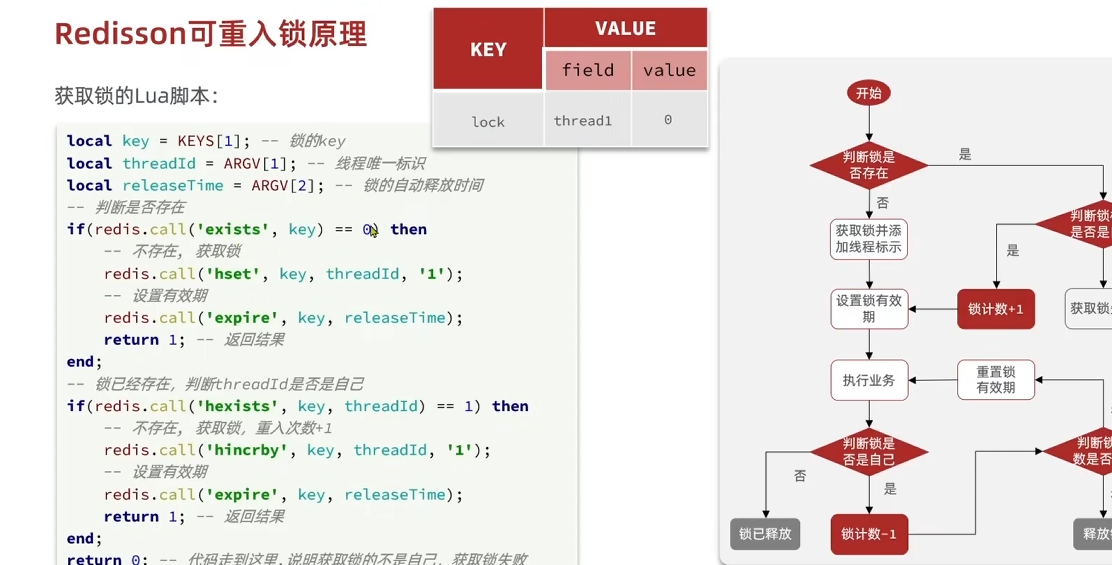 Redisson可重入锁原理
KEY
VALUE
field
value
lock
thread1
0
获取锁的Lua脚本：
local key = KEYS[1]; -- 锁的key
local threadId = ARGV[1]; -- 线程唯一标识
local releaseTime = ARGV[2]; -- 锁的自动释放时间
-- 判断是否存在
if(redis.call('exists', key) == 0) then
-- 不存在, 获取锁
redis.call('hset', key, threadId, '1');
-- 设置有效期
redis.call('expire', key, releaseTime);
return 1; -- 返回结果
end;
-- 锁已经存在，判断threadId是否是自己
if(redis.call('hexists', key, threadId) == 1) then
-- 不存在, 获取锁，重入次数+1
redis.call('hincrby', key, threadId, '1');
-- 设置有效期
redis.call('expire', key, releaseTime);
return 1; -- 返回结果
end;
return 0; -- 代码走到这里,说明获取锁的不是自己，获取锁失败
开始
判断锁是
否存在
是
否
获取锁并添
加线程标示
判断锁
是否是
是
设置锁有效
期
锁计数+1
获取锁
执行业务
重置锁
有效期
判断锁是
否是自己
判断锁
数是否
否
是
锁已释放
锁计数-1
释放